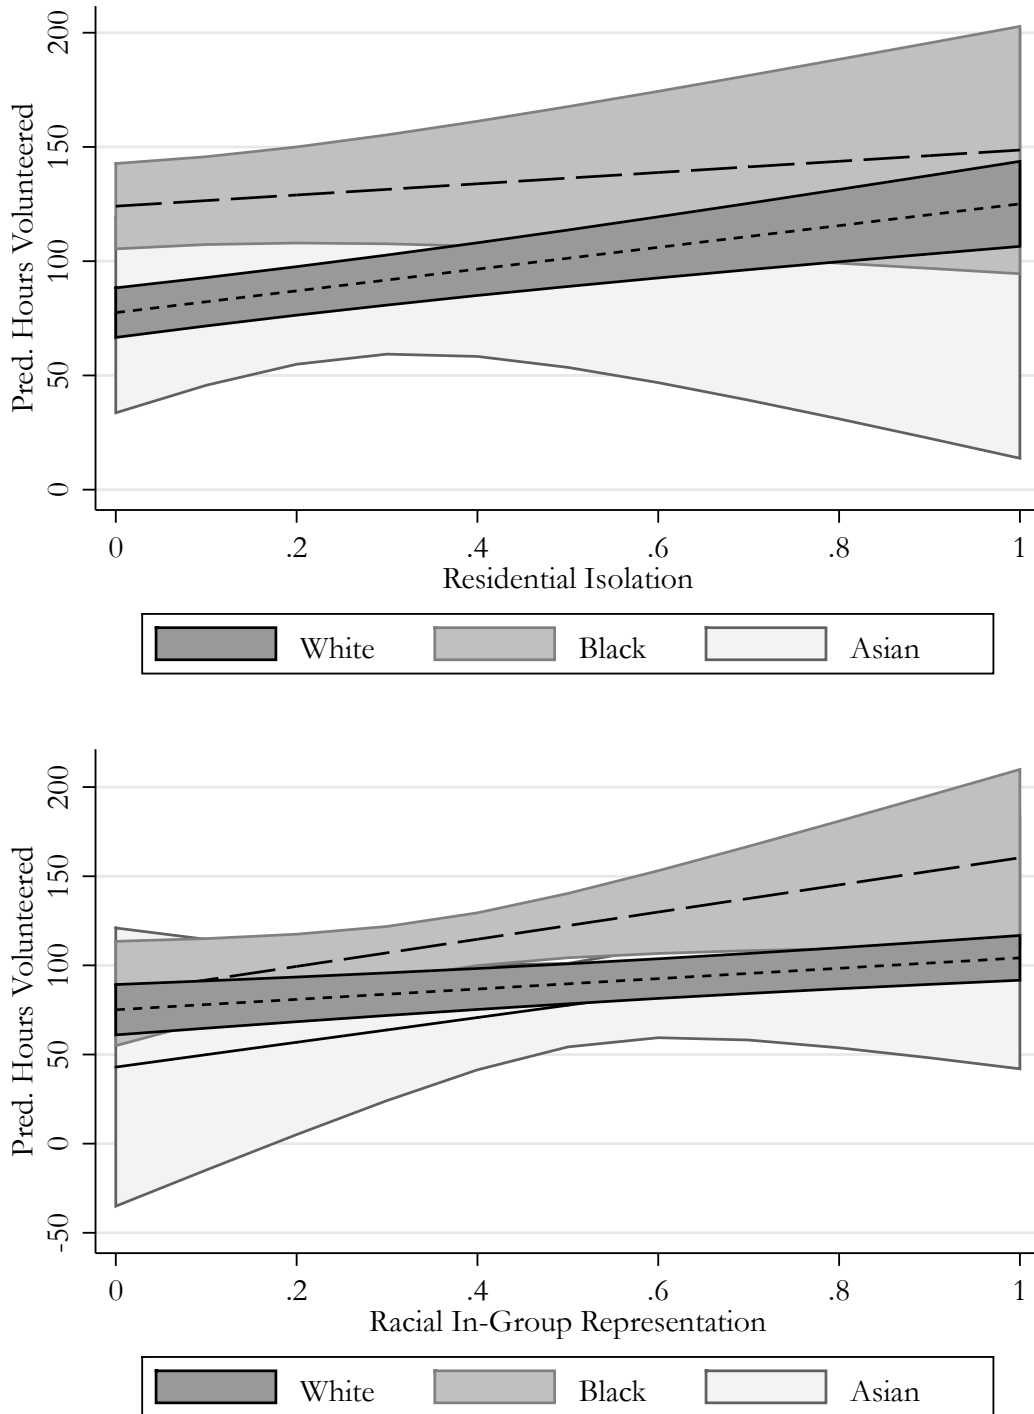 Pred. Hours Volunteered
200
150
100
50
0
0 .2 .4 .6 .8 1
Residential Isolation
White Black Asian
Pred. Hours Volunteered
200
150
100
50
0
-50
0 .2 .4 .6 .8 1
Racial In-Group Representation
White Black Asian